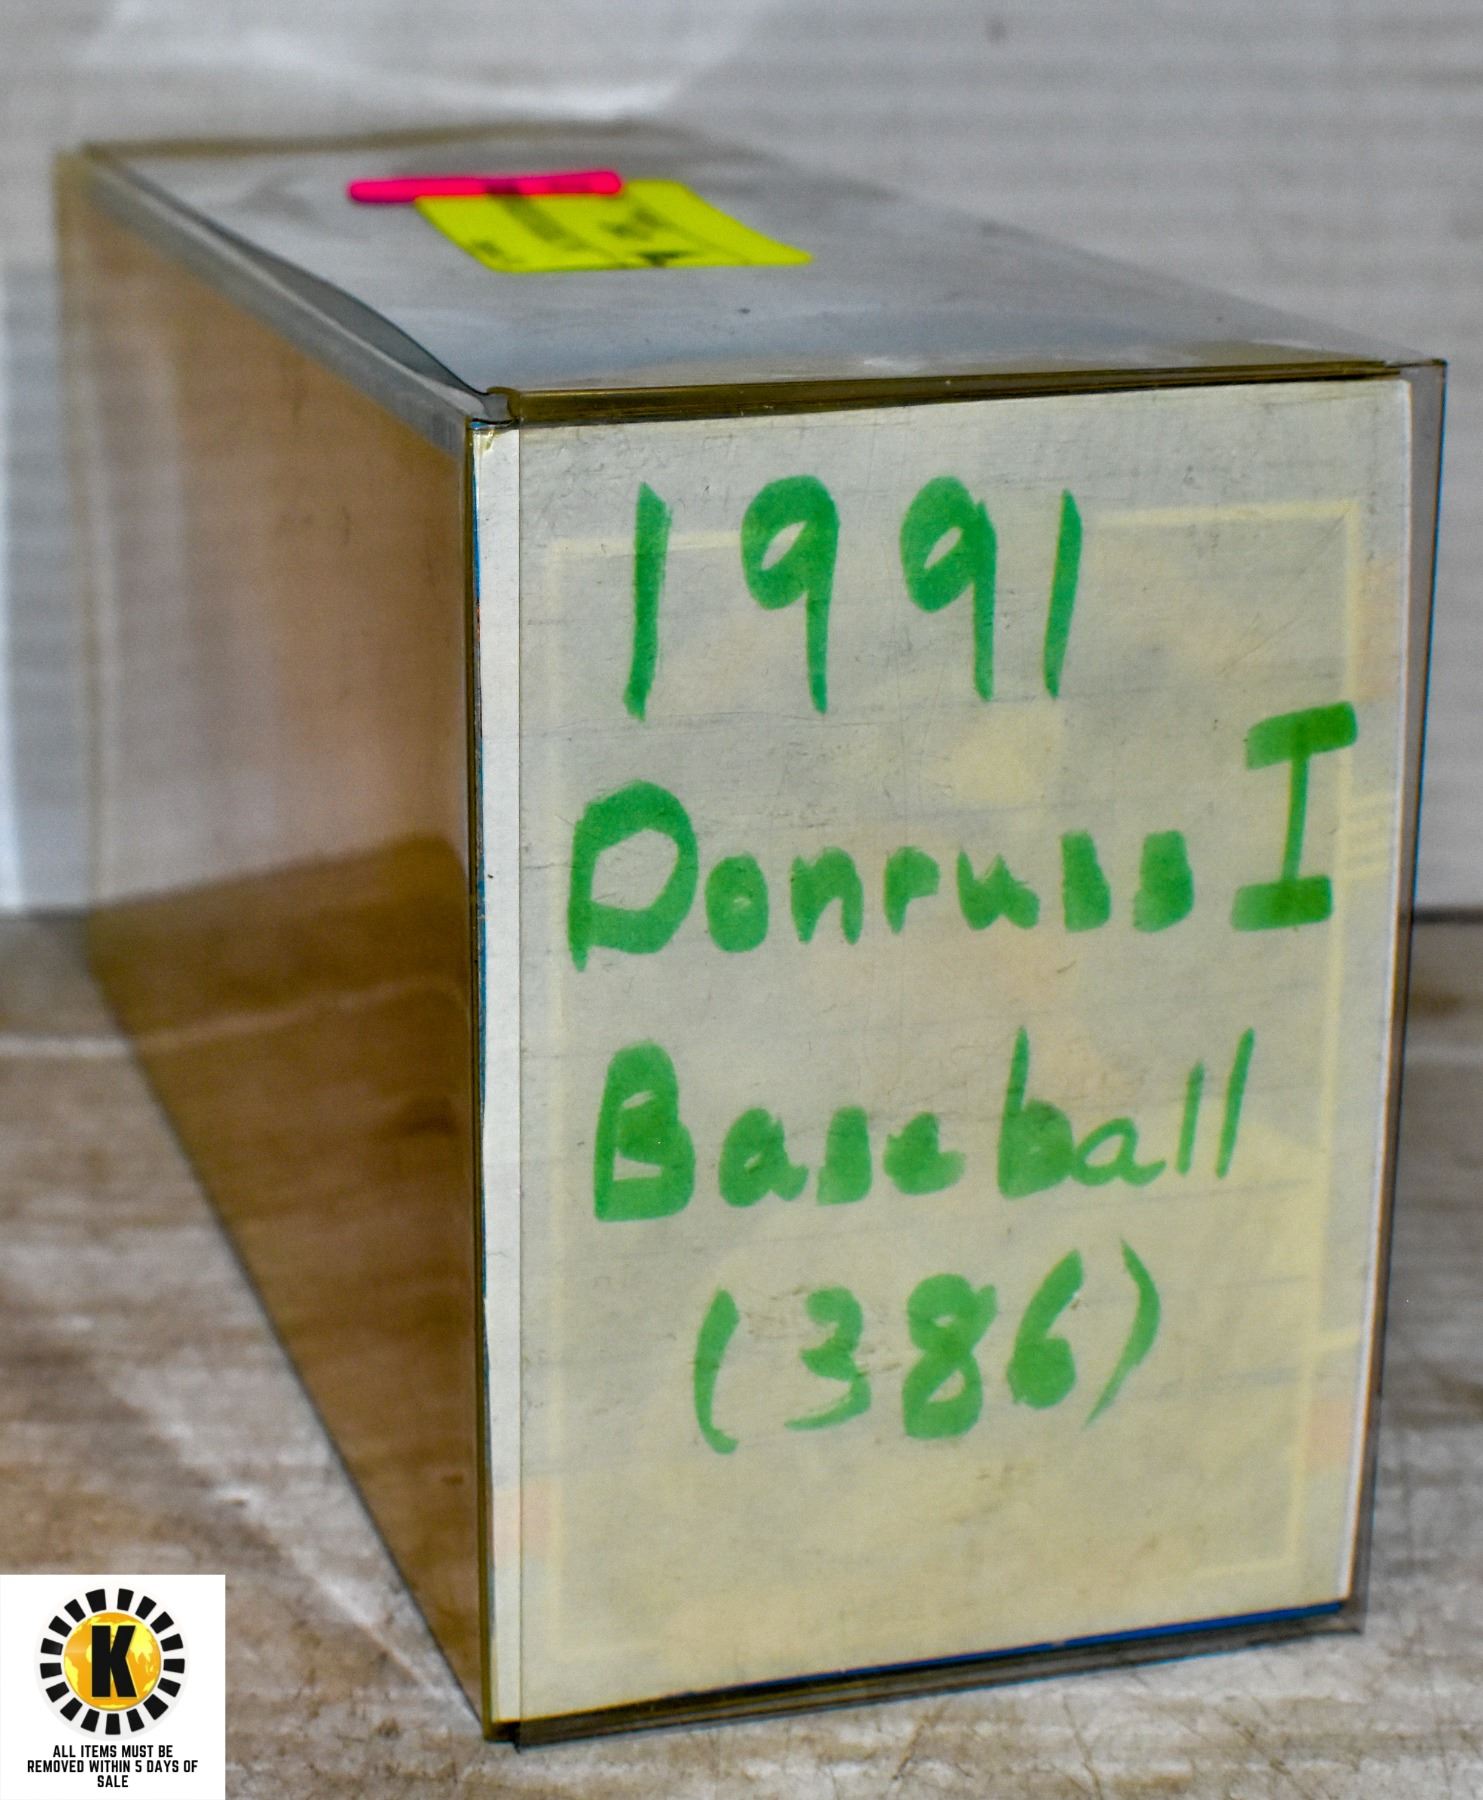 1991
Donruss I
Baseball
(386)
K
ALL ITEMS MUST BE
REMOVED WITHIN 5 DAYS OF
SALE